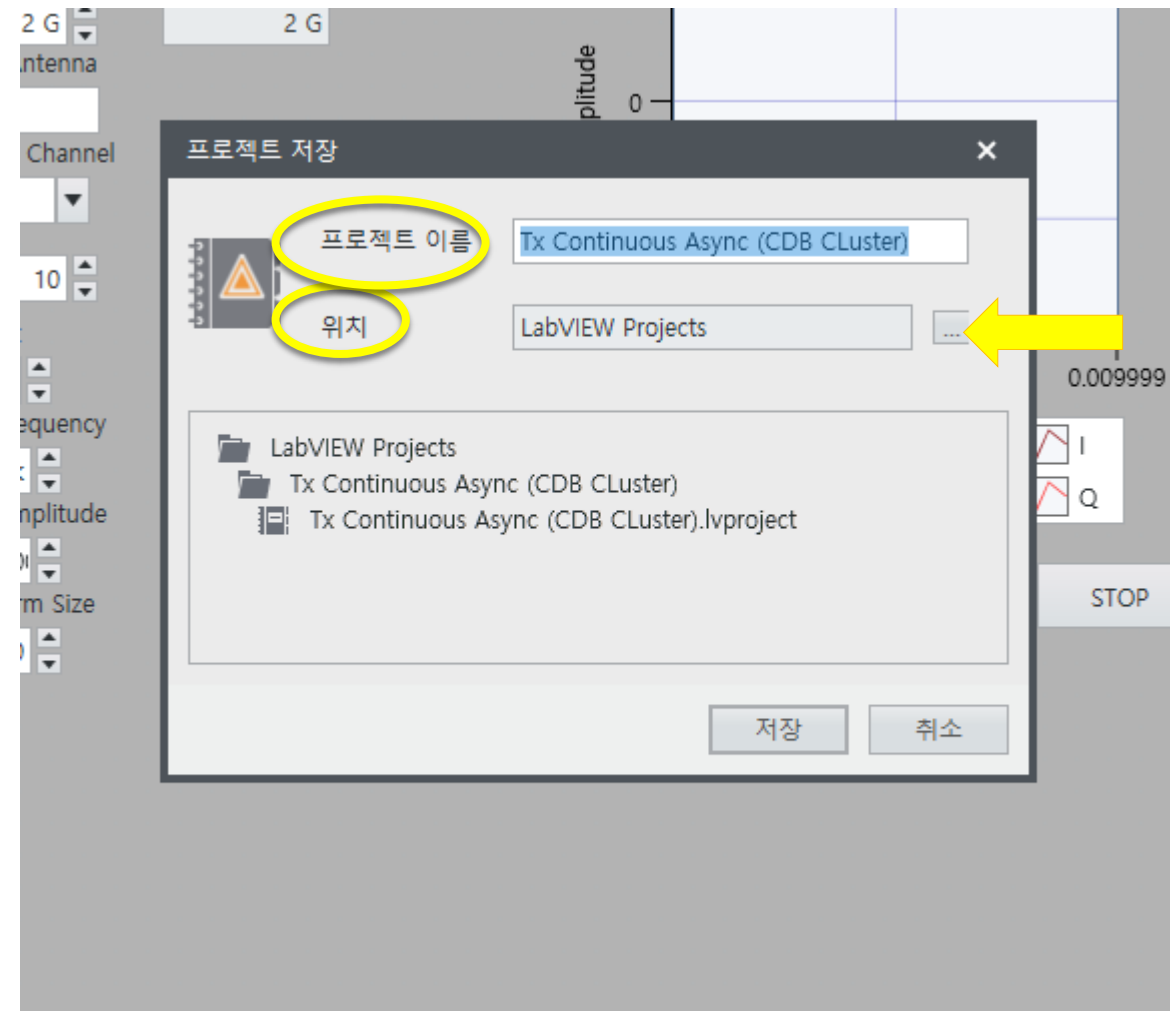 2 G
2 G
ntenna
plitude
0
Channel
프로젝트 저장
프로젝트 이름
Tx Continuous Async (CDB CLuster)
10
위치
LabVIEW Projects
...
0.009999
equency
LabVIEW Projects
I
Tx Continuous Async (CDB CLuster)
Q
mplitude
Tx Continuous Async (CDB CLuster).lvproject
rm Size
STOP
저장
취소